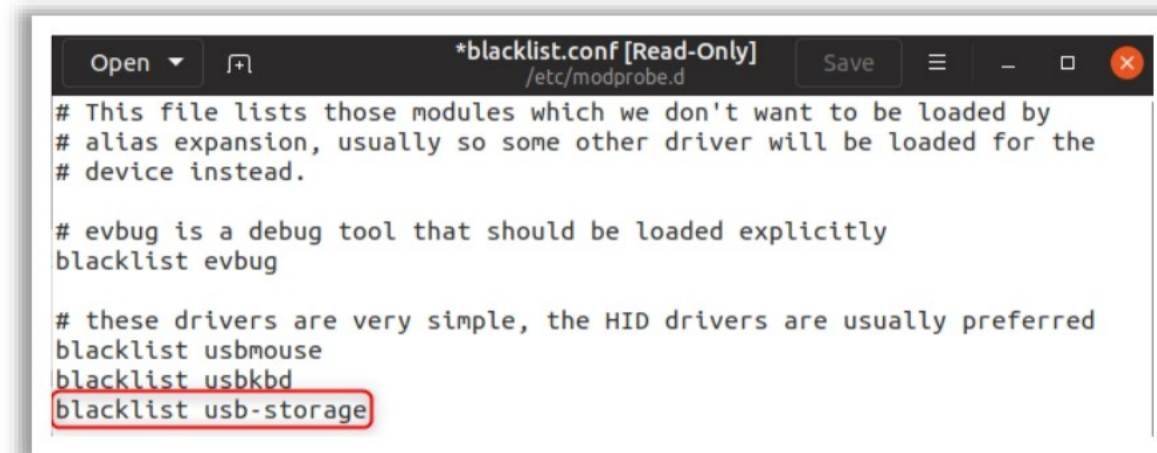 Open
*blacklist.conf [Read-Only]
/etc/modprobe.d
Save
# This file lists those modules which we don't want to be loaded by
# alias expansion, usually so some other driver will be loaded for the
# device instead.
# evbug is a debug tool that should be loaded explicitly
blacklist evbug
# these drivers are very simple, the HID drivers are usually preferred
blacklist usbmouse
blacklist usbkbd
blacklist usb-storage